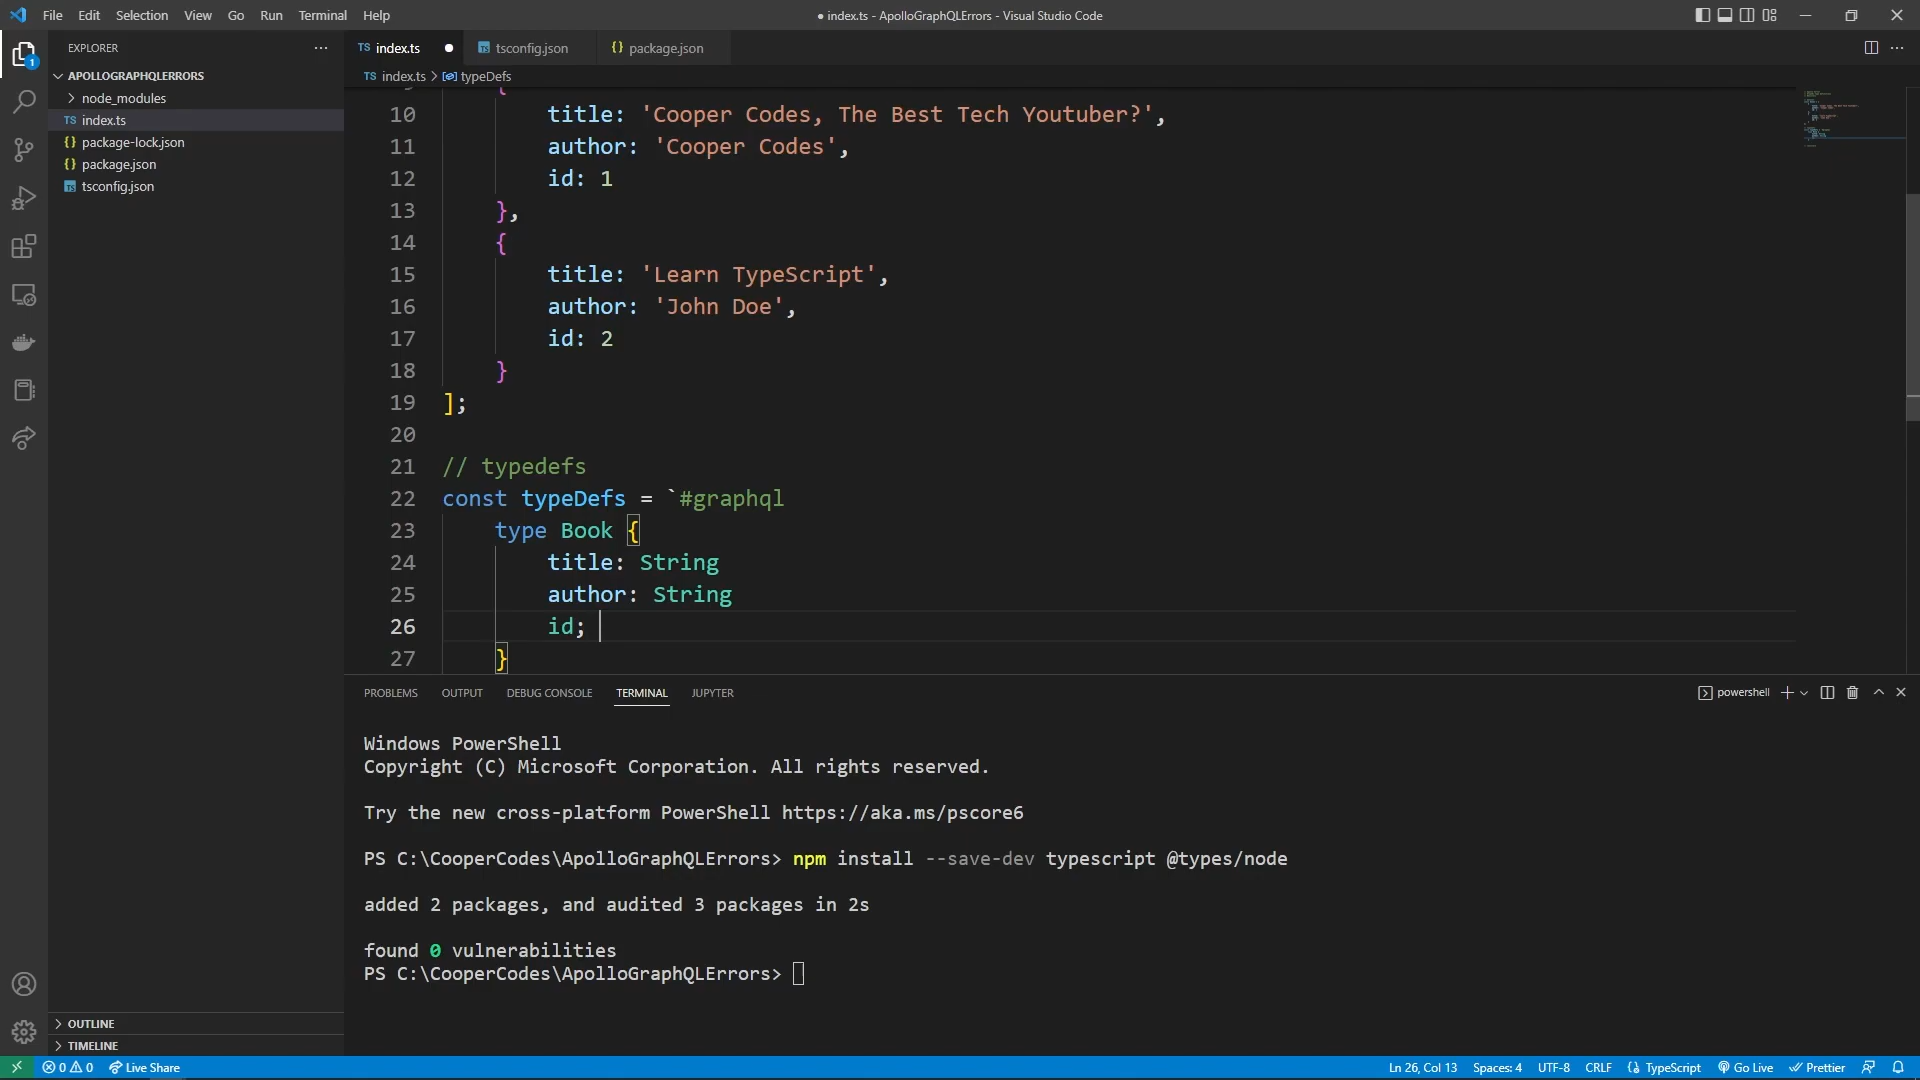 File Edit Selection View Go Run Terminal Help
● index.ts - ApolloGraphQLErrors - Visual Studio Code
EXPLORER
1
APOLLOGRAPHQLERRORS
node_modules
TS index.ts
{} package-lock.json
{} package.json
TS tsconfig.json
OUTLINE
TIMELINE
TS index.ts ● TS tsconfig.json {} package.json
TS index.ts > typeDefs
{
10 title: 'Cooper Codes, The Best Tech Youtuber?',
11 author: 'Cooper Codes',
12 id: 1
13 },
14 {
15 title: 'Learn TypeScript',
16 author: 'John Doe',
17 id: 2
18 }
19 ];
20
21 // typedefs
22 const typeDefs = `#graphql
23 type Book {
24 title: String
25 author: String
26 id;
27 }
PROBLEMS OUTPUT DEBUG CONSOLE TERMINAL JUPYTER
powershell
Windows PowerShell
Copyright (C) Microsoft Corporation. All rights reserved.
Try the new cross-platform PowerShell https://aka.ms/pscore6
PS C:\CooperCodes\ApolloGraphQLErrors> npm install --save-dev typescript @types/node
added 2 packages, and audited 3 packages in 2s
found 0 vulnerabilities
PS C:\CooperCodes\ApolloGraphQLErrors>
0 0 Live Share
Ln 26, Col 13 Spaces: 4 UTF-8 CRLF {} TypeScript Go Live Prettier